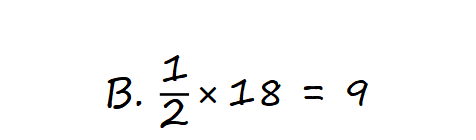 B. 1/2 × 18 = 9